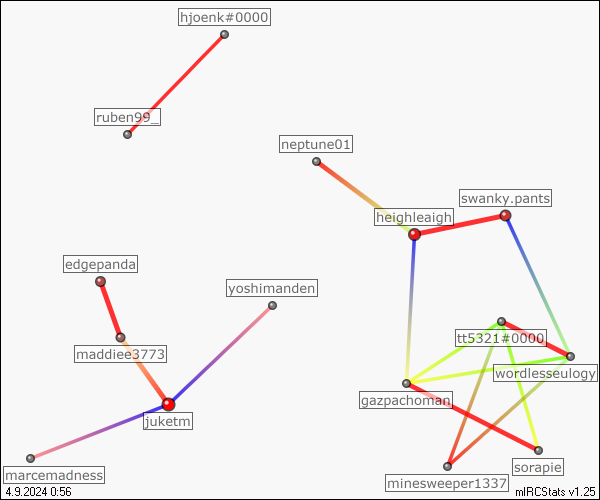 hjoenk#0000
ruben99_
neptune01
swanky.pants
heighleaigh
edgepanda
yoshimanden
tt5321#0000
maddiee3773
wordlesseulogy
gazpachoman
juketm
sorapie
marcemadness
minesweeper1337
4.9.2024 0:56
mIRCStats v1.25